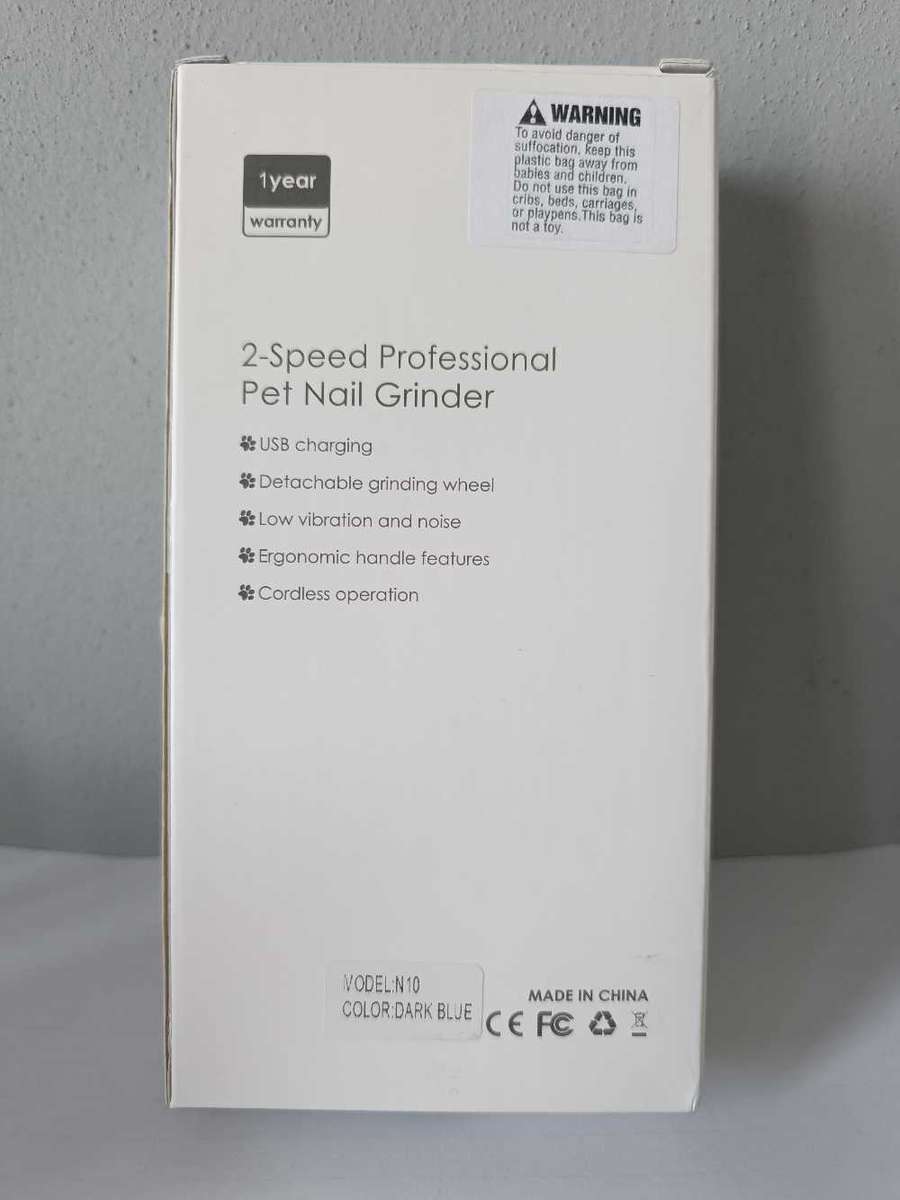 WARNING
To avoid danger of
suffocation, keep this
plastic bag away from
babies and children.
Do not use this bag in
cribs, beds, carriages,
or playpens.This bag is
not a toy.
1year
warranty
2-Speed Professional
Pet Nail Grinder
USB charging
Detachable grinding wheel
Low vibration and noise
Ergonomic handle features
Cordless operation
MODEL:N10
COLOR:DARK BLUE
MADE IN CHINA
CE FC